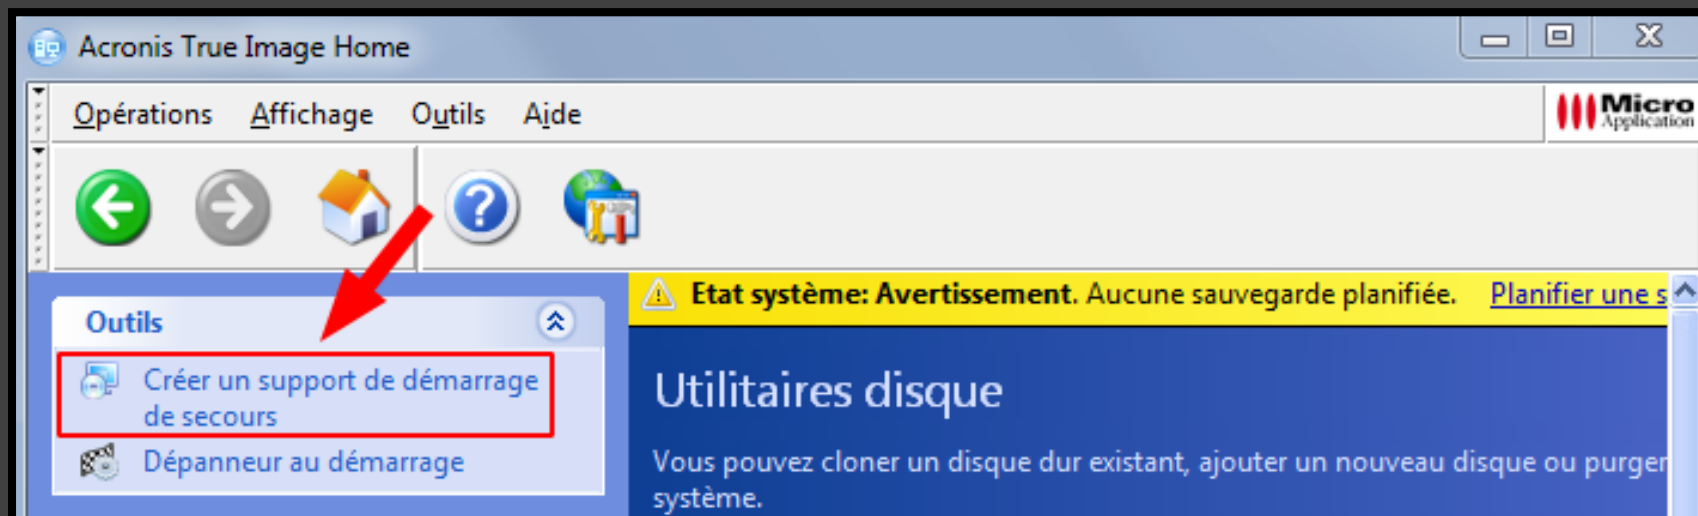 Acronis True Image Home
Opérations Affichage Outils Aide
Micro
Application
Etat système: Avertissement. Aucune sauvegarde planifiée. Planifier une s
Outils
Créer un support de démarrage
de secours
Dépanneur au démarrage
Utilitaires disque
Vous pouvez cloner un disque dur existant, ajouter un nouveau disque ou purger
système.